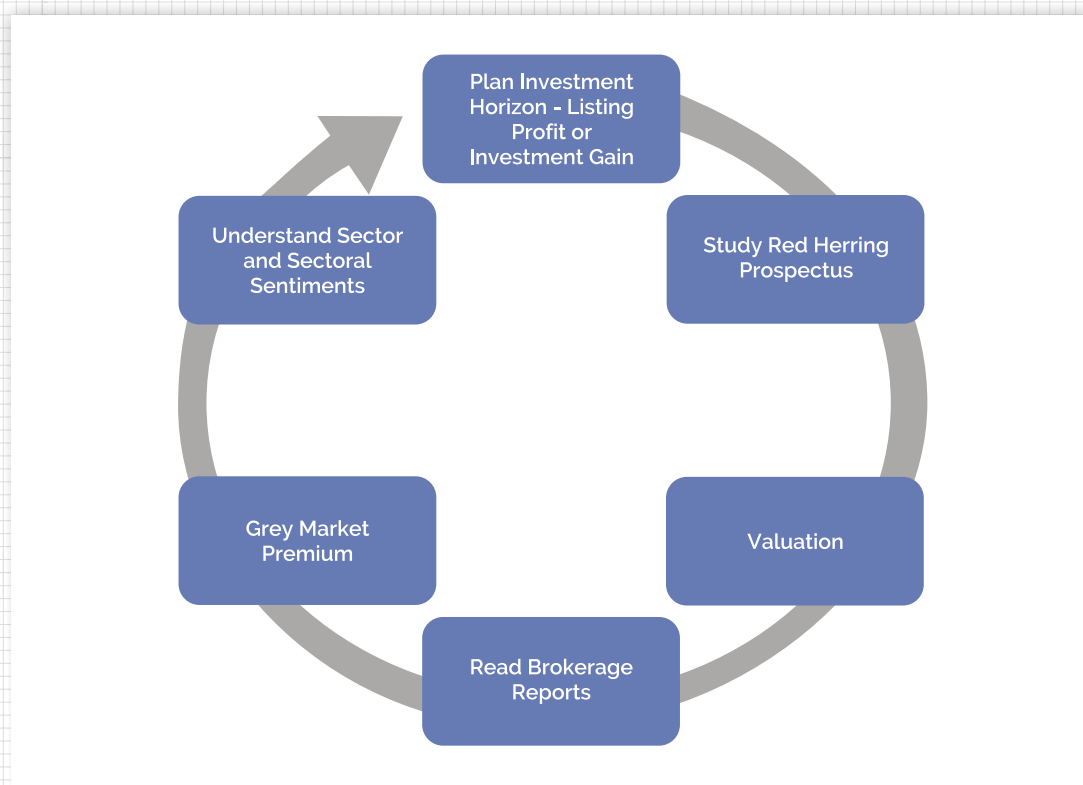 Plan Investment
Horizon - Listing
Profit or
Investment Gain
Study Red Herring
Prospectus
Valuation
Read Brokerage
Reports
Grey Market
Premium
Understand Sector
and Sectoral
Sentiments